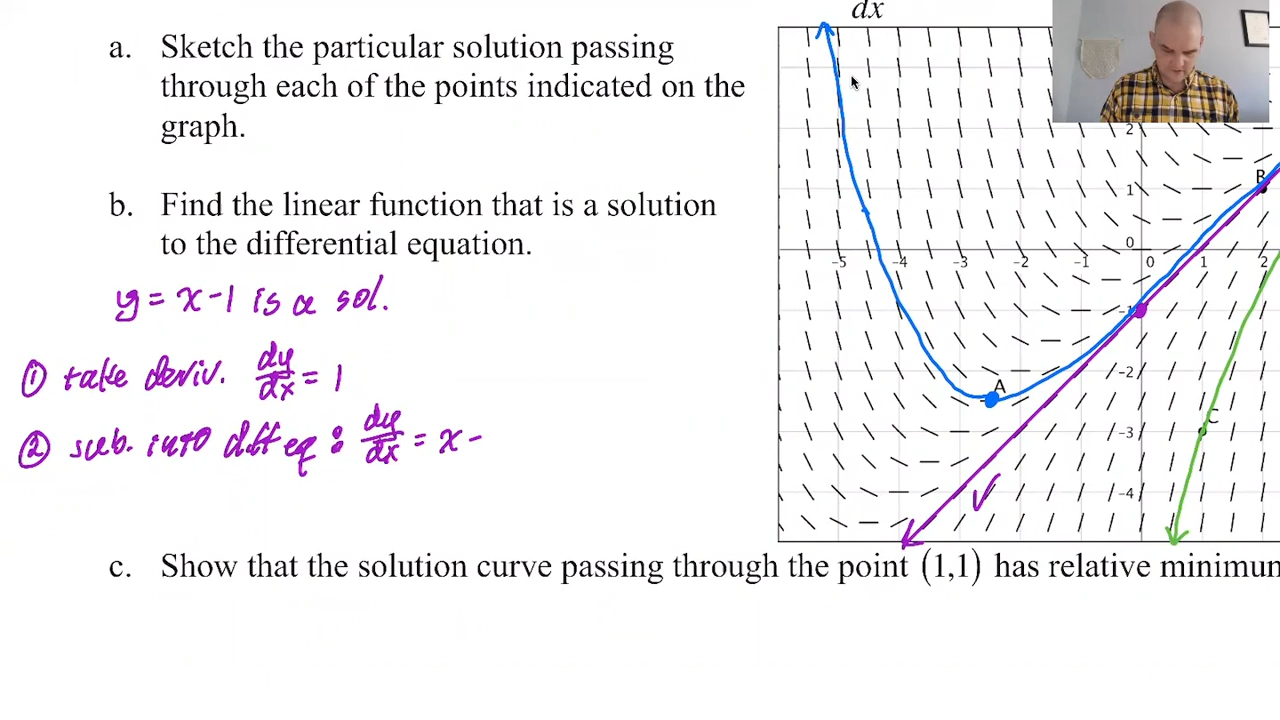 dx
a. Sketch the particular solution passing
through each of the points indicated on the
graph.
b. Find the linear function that is a solution
to the differential equation.
y = x - 1 is a sol.
① take deriv. dy/dx = 1
② sub. into diff eq : dy/dx = x -
c. Show that the solution curve passing through the point (1,1) has relative minimum
2
B
1
0
-5 -4 -3 -2 -1 0 1 2
-1
A
-2
C
-3
-4